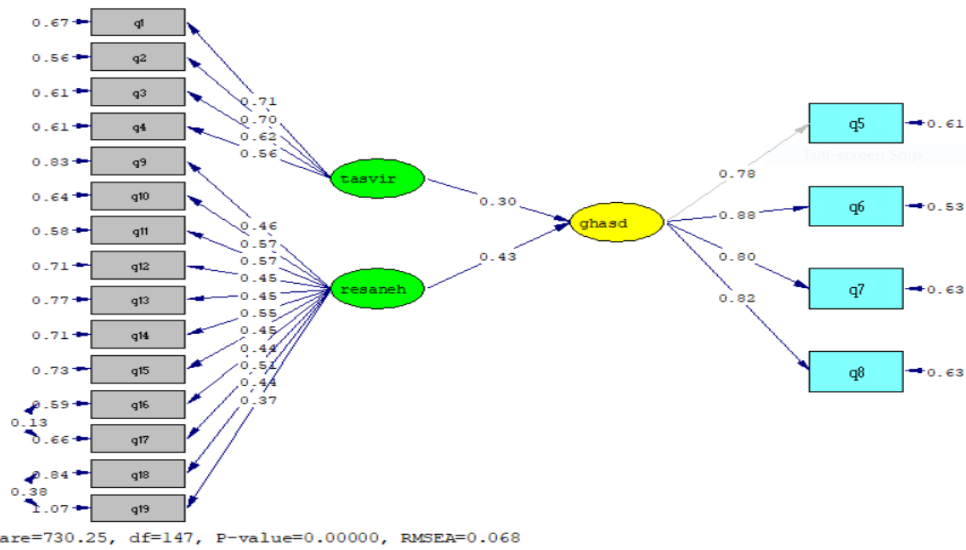 0.67 q1
0.56 q2
0.61 q3
0.61 q4
0.83 q9
0.64 q10
0.58 q11
0.71 q12
0.77 q13
0.71 q14
0.73 q15
0.59 q16
0.13
0.66 q17
0.84 q18
0.38
1.07 q19
0.71
0.70
0.62
0.56
tasvir
0.46
0.57
0.57
0.45
0.45
0.55
0.45
0.44
0.51
0.44
0.37
resaneh
0.30
0.43
ghasd
0.78
0.88
0.80
0.82
q5 0.61
Full-screen Snip
q6 0.53
q7 0.63
q8 0.63
are=730.25, df=147, P-value=0.00000, RMSEA=0.068